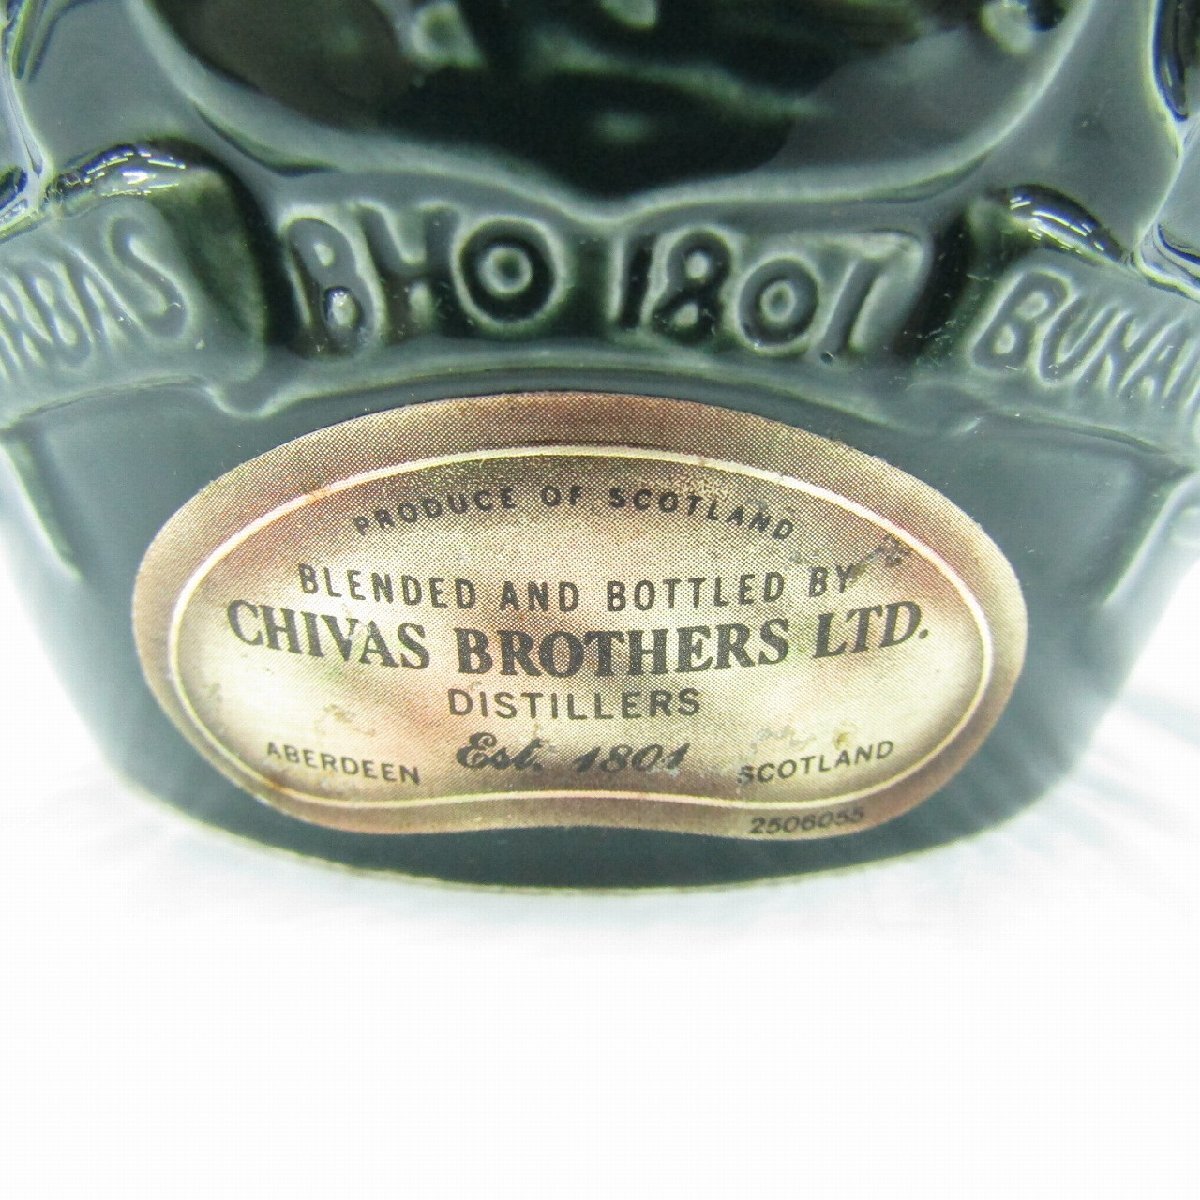 BHO 1801
PRODUCE OF SCOTLAND
BLENDED AND BOTTLED BY
CHIVAS BROTHERS LTD.
DISTILLERS
Est. 1801
ABERDEEN
SCOTLAND
2506055